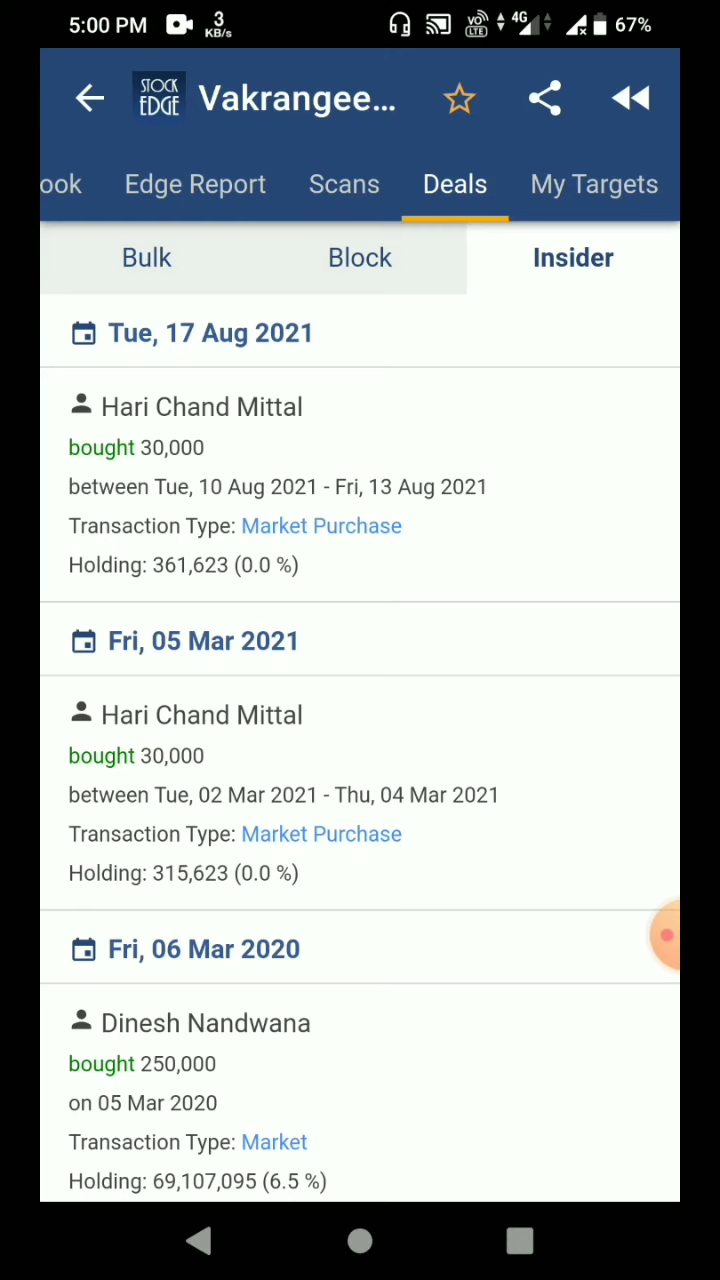 5:00 PM 3 KB/s VO LTE 4G 67%
STOCK EDGE Vakrangee...
ook Edge Report Scans Deals My Targets
Bulk Block Insider
Tue, 17 Aug 2021
Hari Chand Mittal
bought 30,000
between Tue, 10 Aug 2021 - Fri, 13 Aug 2021
Transaction Type: Market Purchase
Holding: 361,623 (0.0 %)
Fri, 05 Mar 2021
Hari Chand Mittal
bought 30,000
between Tue, 02 Mar 2021 - Thu, 04 Mar 2021
Transaction Type: Market Purchase
Holding: 315,623 (0.0 %)
Fri, 06 Mar 2020
Dinesh Nandwana
bought 250,000
on 05 Mar 2020
Transaction Type: Market
Holding: 69,107,095 (6.5 %)